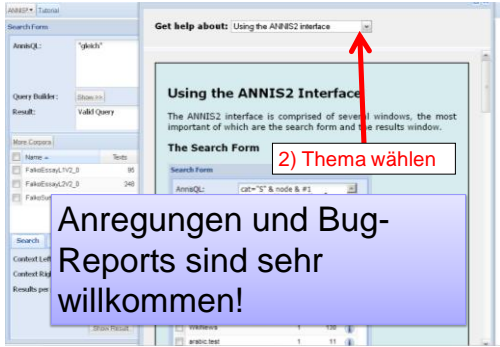 ANNIS² Tutorial
Search Form
AnnisQL: "gleich"
Query Builder: Show >>
Result: Valid Query
More Corpora
Name Texts
FalkoEssayL1V2_0 95
FalkoEssayL2V2_0 248
Search
Context Left
Results per
Show Result
Get help about: Using the ANNIS2 interface
Using the ANNIS2 Interface
The ANNIS2 interface is comprised of several windows, the most
important of which are the search form and the results window.
The Search Form
2) Thema wählen
Search Form
AnnisQL: cat="S" & node & #1
Anregungen und Bug-
Reports sind sehr
willkommen!
WikiNews 1
arabic.test 1 11